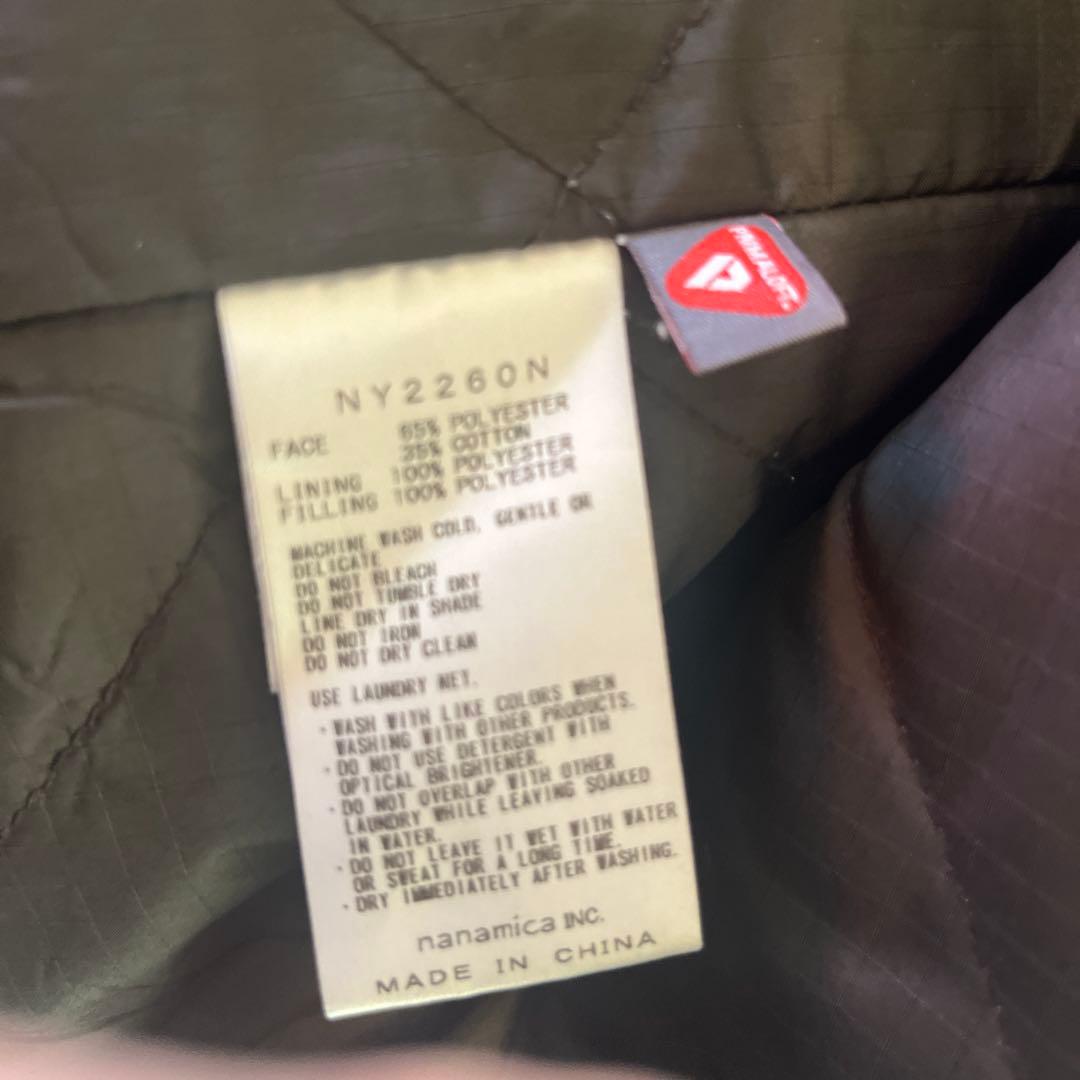 PRIMALOFT
NY2260N
FACE 65% POLYESTER
35% COTTON
LINING 100% POLYESTER
FILLING 100% POLYESTER
MACHINE WASH COLD, GENTLE OR
DELICATE
DO NOT BLEACH
DO NOT TUMBLE DRY
LINE DRY IN SHADE
DO NOT IRON
DO NOT DRY CLEAN
USE LAUNDRY NET.
・WASH WITH LIKE COLORS WHEN
WASHING WITH OTHER PRODUCTS.
・DO NOT USE DETERGENT WITH
OPTICAL BRIGHTENER.
・DO NOT OVERLAP WITH OTHER
LAUNDRY WHILE LEAVING SOAKED
IN WATER.
・DO NOT LEAVE IT WET WITH WATER
OR SWEAT FOR A LONG TIME.
・DRY IMMEDIATELY AFTER WASHING.
nanamica INC.
MADE IN CHINA